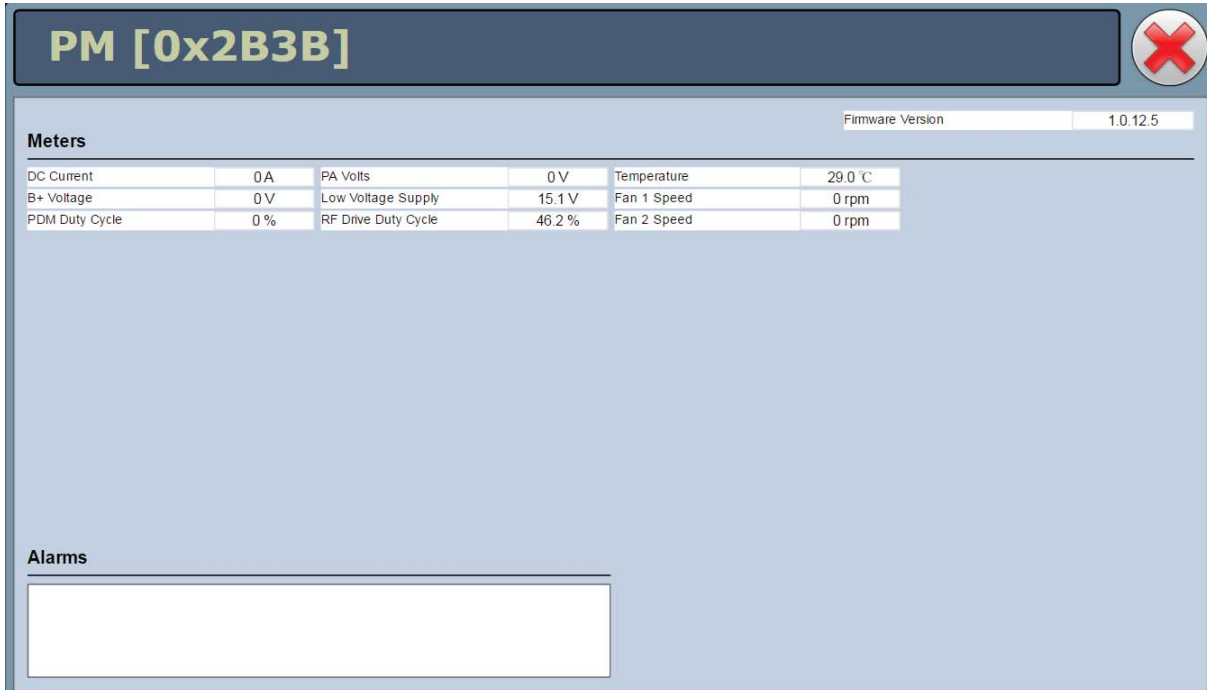 PM [0x2B3B]
Firmware Version 1.0.12.5
Meters
DC Current 0 A PA Volts 0 V Temperature 29.0 ℃
B+ Voltage 0 V Low Voltage Supply 15.1 V Fan 1 Speed 0 rpm
PDM Duty Cycle 0 % RF Drive Duty Cycle 46.2 % Fan 2 Speed 0 rpm
Alarms